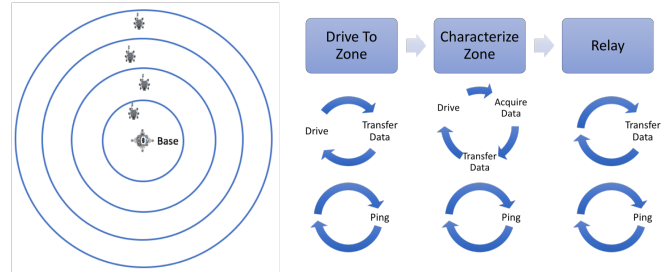 Base
Drive To
Zone
Characterize
Zone
Relay
Drive
Transfer
Data
Drive
Acquire
Data
Transfer
Data
Transfer
Data
Ping
Ping
Ping